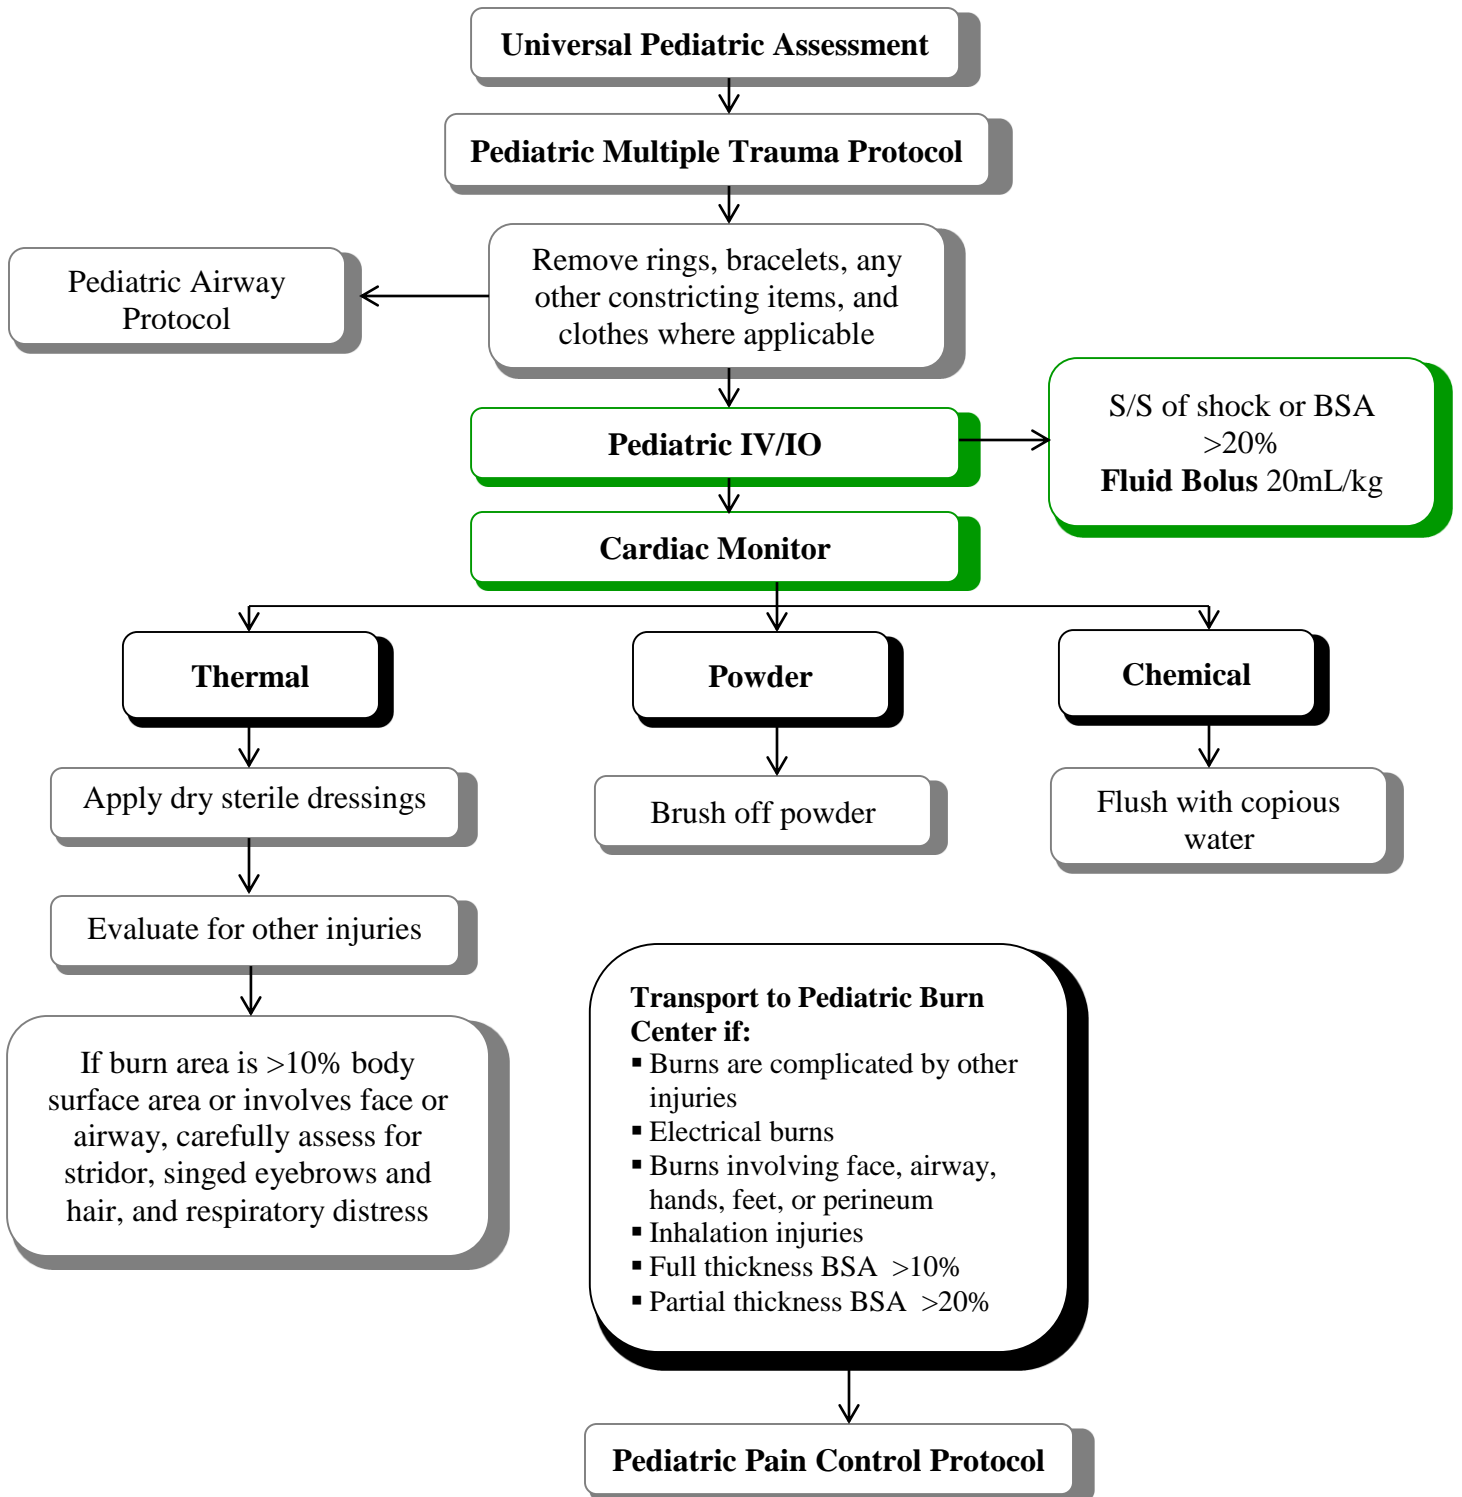 Universal Pediatric Assessment
Pediatric Multiple Trauma Protocol
Remove rings, bracelets, any
other constricting items, and
clothes where applicable
Pediatric Airway
Protocol
Pediatric IV/IO
S/S of shock or BSA
>20%
Fluid Bolus 20mL/kg
Cardiac Monitor
Thermal
Powder
Chemical
Apply dry sterile dressings
Brush off powder
Flush with copious
water
Evaluate for other injuries
If burn area is >10% body
surface area or involves face or
airway, carefully assess for
stridor, singed eyebrows and
hair, and respiratory distress
Transport to Pediatric Burn
Center if:
▪ Burns are complicated by other
injuries
▪ Electrical burns
▪ Burns involving face, airway,
hands, feet, or perineum
▪ Inhalation injuries
▪ Full thickness BSA >10%
▪ Partial thickness BSA >20%
Pediatric Pain Control Protocol